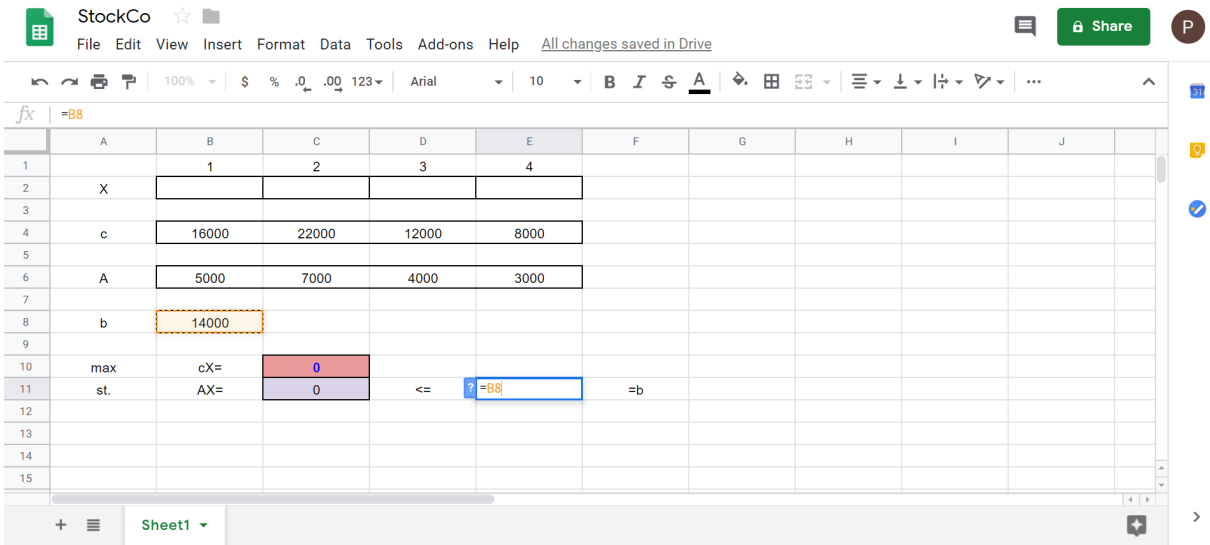 StockCo
File Edit View Insert Format Data Tools Add-ons Help All changes saved in Drive
Share
P
100% $ % .0 .00 123 Arial 10 B I S A ...
31
fx =B8
A B C D E F G H I J
1 1 2 3 4
2 X
3
4 c 16000 22000 12000 8000
5
6 A 5000 7000 4000 3000
7
8 b 14000
9
10 max cX= 0
11 st. AX= 0 <= ? =B8 =b
12
13
14
15
+ Sheet1